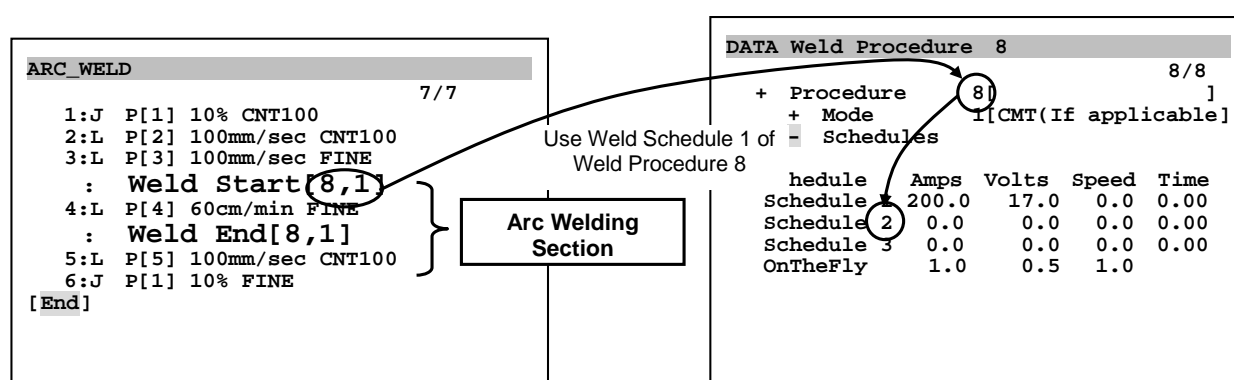 ARC_WELD
7/7
1:J P[1] 10% CNT100
2:L P[2] 100mm/sec CNT100
3:L P[3] 100mm/sec FINE
: Weld Start[8,1]
4:L P[4] 60cm/min FINE
: Weld End[8,1]
5:L P[5] 100mm/sec CNT100
6:J P[1] 10% FINE
[End]
Arc Welding
Section
Use Weld Schedule 1 of
Weld Procedure 8
DATA Weld Procedure 8
8/8
+ Procedure 8[ ]
+ Mode 1[CMT(If applicable]
- Schedules
hedule Amps Volts Speed Time
Schedule 200.0 17.0 0.0 0.00
Schedule 2 0.0 0.0 0.0 0.00
Schedule 3 0.0 0.0 0.0 0.00
OnTheFly 1.0 0.5 1.0